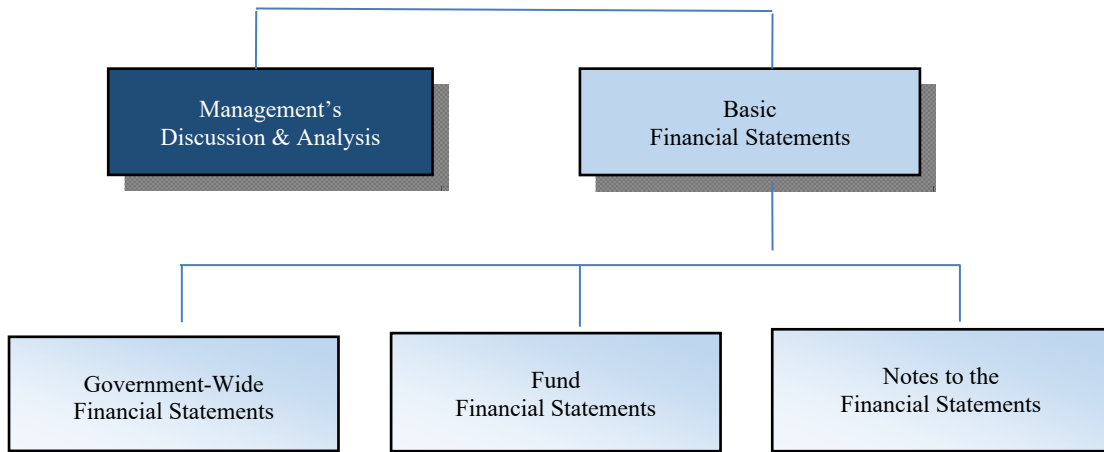 Management’s
Discussion & Analysis
Basic
Financial Statements
Government-Wide
Financial Statements
Fund
Financial Statements
Notes to the
Financial Statements